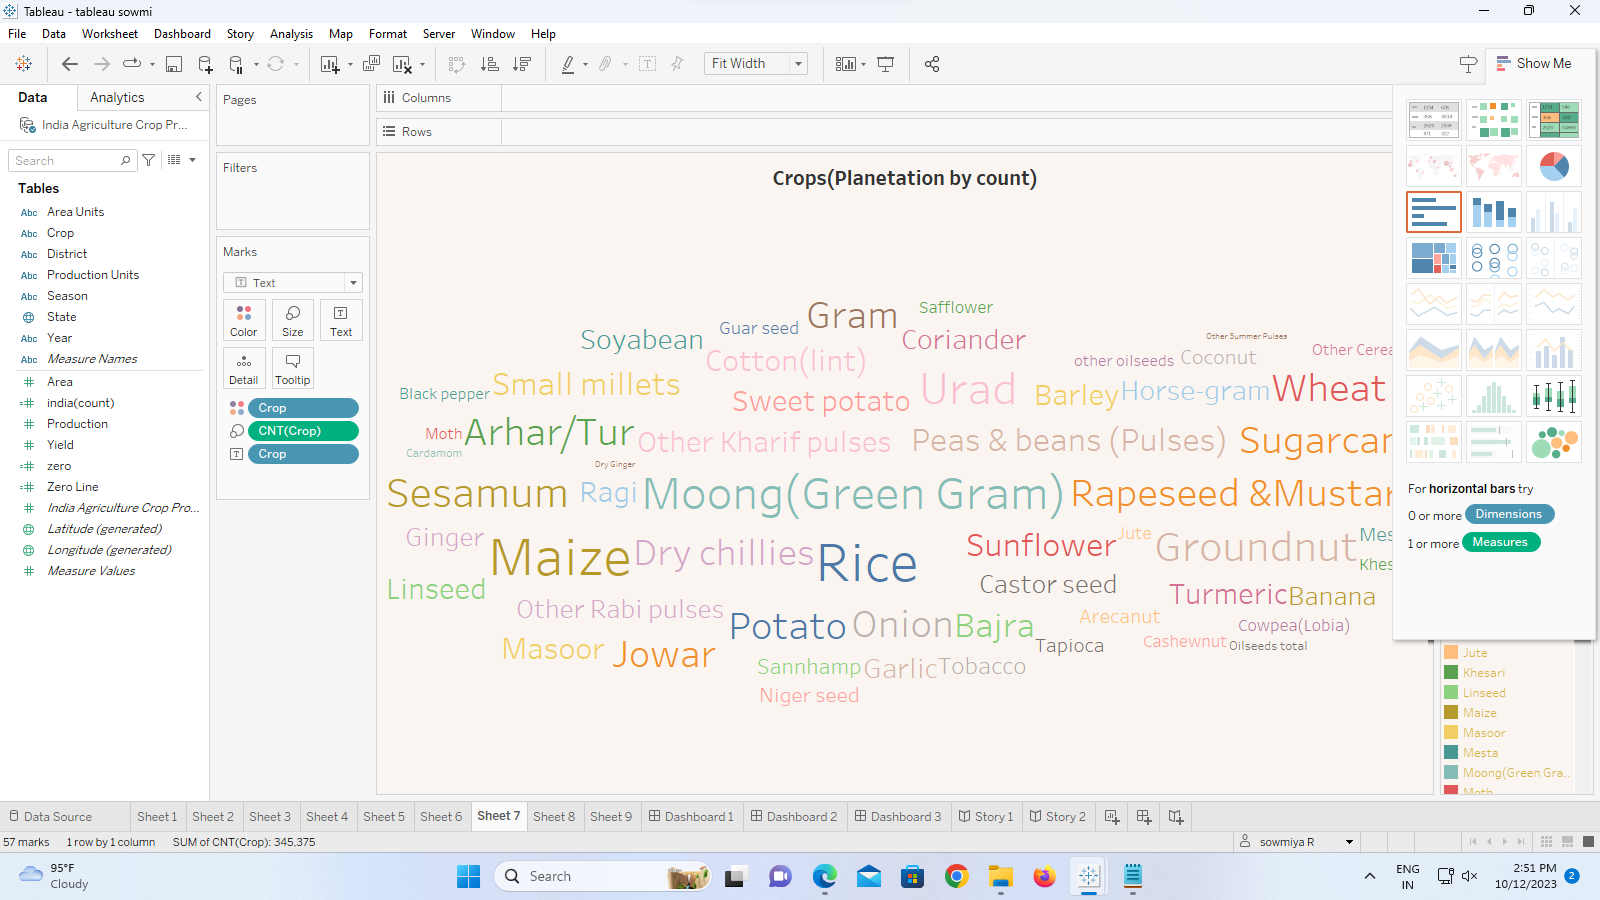 Tableau - tableau sowmi
File Data Worksheet Dashboard Story Analysis Map Format Server Window Help
Fit Width
Show Me
Data Analytics
India Agriculture Crop Pr...
Search
Tables
Abc Area Units
Abc Crop
Abc District
Abc Production Units
Abc Season
State
Abc Year
Abc Measure Names
Area
india(count)
Production
Yield
zero
Zero Line
India Agriculture Crop Pro...
Latitude (generated)
Longitude (generated)
Measure Values
Pages
Filters
Marks
Text
Color Size Text
Detail Tooltip
Crop
CNT(Crop)
Crop
Columns
Rows
Crops(Planetation by count)
Safflower
Gram
Guar seed
Soyabean
Coriander
Other Summer Pulses
Cotton(lint)
other oilseeds
Coconut
Other Cerea
Black pepper
Small millets
Sweet potato
Urad
Barley
Horse-gram
Wheat
Moth
Arhar/Tur
Other Kharif pulses
Peas & beans (Pulses)
Sugarcan
Cardamom
Dry Ginger
Sesamum
Ragi
Moong(Green Gram)
Rapeseed &Mustar
Ginger
Maize
Dry chillies
Rice
Sunflower
Jute
Groundnut
Mes
Khes
Linseed
Castor seed
Turmeric
Banana
Other Rabi pulses
Potato
Onion
Bajra
Arecanut
Cowpea(Lobia)
Masoor
Jowar
Tapioca
Cashewnut
Oilseeds total
Sannhamp
Garlic
Tobacco
Niger seed
For horizontal bars try
0 or more Dimensions
1 or more Measures
Jute
Khesari
Linseed
Maize
Masoor
Mesta
Moong(Green Gra..
Moth
Data Source Sheet 1 Sheet 2 Sheet 3 Sheet 4 Sheet 5 Sheet 6 Sheet 7 Sheet 8 Sheet 9 Dashboard 1 Dashboard 2 Dashboard 3 Story 1 Story 2
57 marks 1 row by 1 column SUM of CNT(Crop): 345,375
sowmiya R
95°F
Cloudy
Search
ENG
IN
2:51 PM
10/12/2023
2